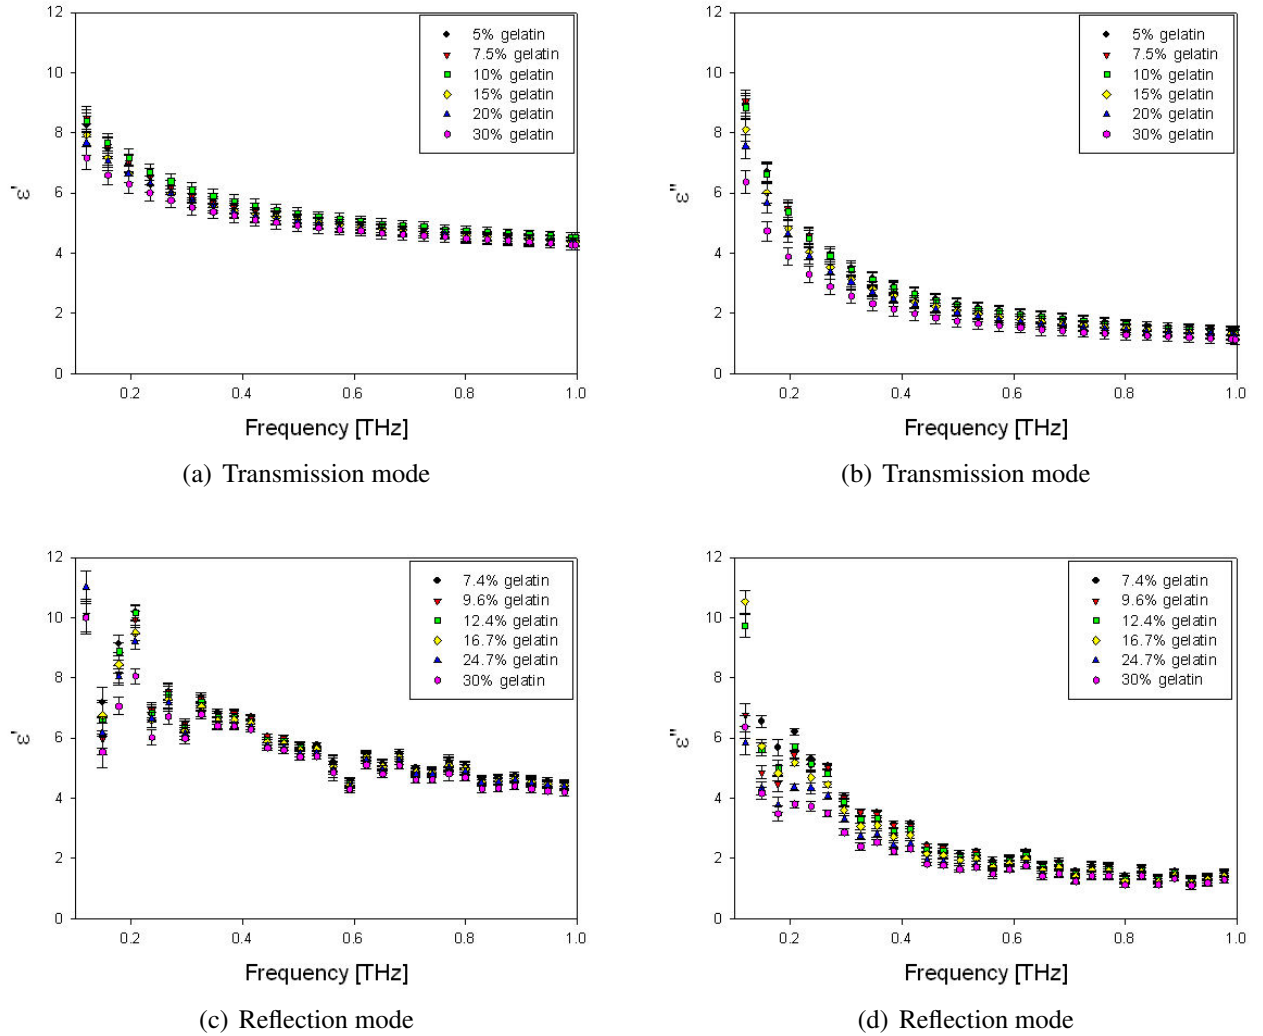 12
10
8
6
4
2
0
ε'
5% gelatin
7.5% gelatin
10% gelatin
15% gelatin
20% gelatin
30% gelatin
0.2 0.4 0.6 0.8 1.0
Frequency [THz]
(a) Transmission mode
12
10
8
6
4
2
0
ε"
5% gelatin
7.5% gelatin
10% gelatin
15% gelatin
20% gelatin
30% gelatin
0.2 0.4 0.6 0.8 1.0
Frequency [THz]
(b) Transmission mode
12
10
8
6
4
2
0
ε'
7.4% gelatin
9.6% gelatin
12.4% gelatin
16.7% gelatin
24.7% gelatin
30% gelatin
0.2 0.4 0.6 0.8 1.0
Frequency [THz]
(c) Reflection mode
12
10
8
6
4
2
0
ε"
7.4% gelatin
9.6% gelatin
12.4% gelatin
16.7% gelatin
24.7% gelatin
30% gelatin
0.2 0.4 0.6 0.8 1.0
Frequency [THz]
(d) Reflection mode